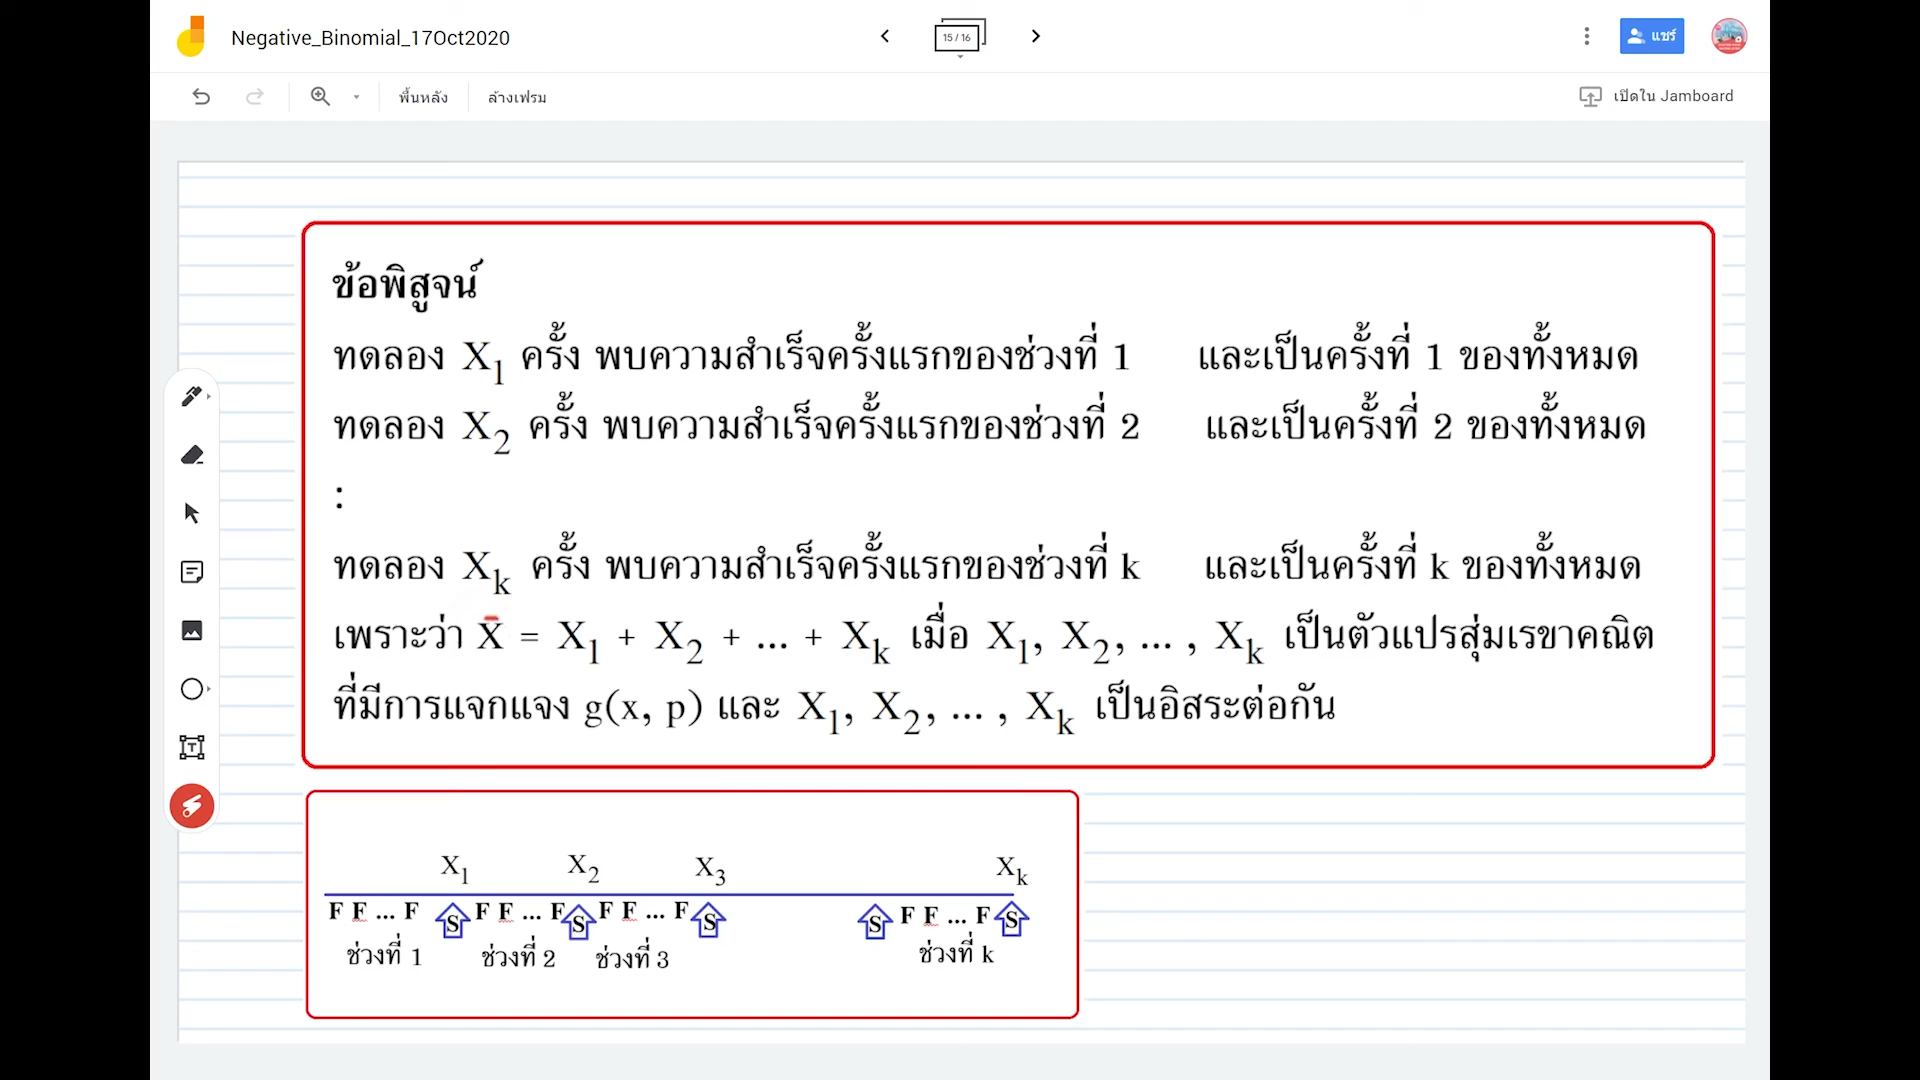 Negative_Binomial_17Oct2020
15 / 16
แชร์
พื้นหลัง ล้างเฟรม
เปิดใน Jamboard
ข้อพิสูจน์
ทดลอง X1 ครั้ง พบความสำเร็จครั้งแรกของช่วงที่ 1 และเป็นครั้งที่ 1 ของทั้งหมด
ทดลอง X2 ครั้ง พบความสำเร็จครั้งแรกของช่วงที่ 2 และเป็นครั้งที่ 2 ของทั้งหมด
:
ทดลอง Xk ครั้ง พบความสำเร็จครั้งแรกของช่วงที่ k และเป็นครั้งที่ k ของทั้งหมด
เพราะว่า X = X1 + X2 + ... + Xk เมื่อ X1, X2, ... , Xk เป็นตัวแปรสุ่มเรขาคณิต
ที่มีการแจกแจง g(x, p) และ X1, X2, ... , Xk เป็นอิสระต่อกัน
X1 X2 X3 Xk
F F ... F S F F ... F S F F ... F S S F F ... F S
ช่วงที่ 1 ช่วงที่ 2 ช่วงที่ 3 ช่วงที่ k